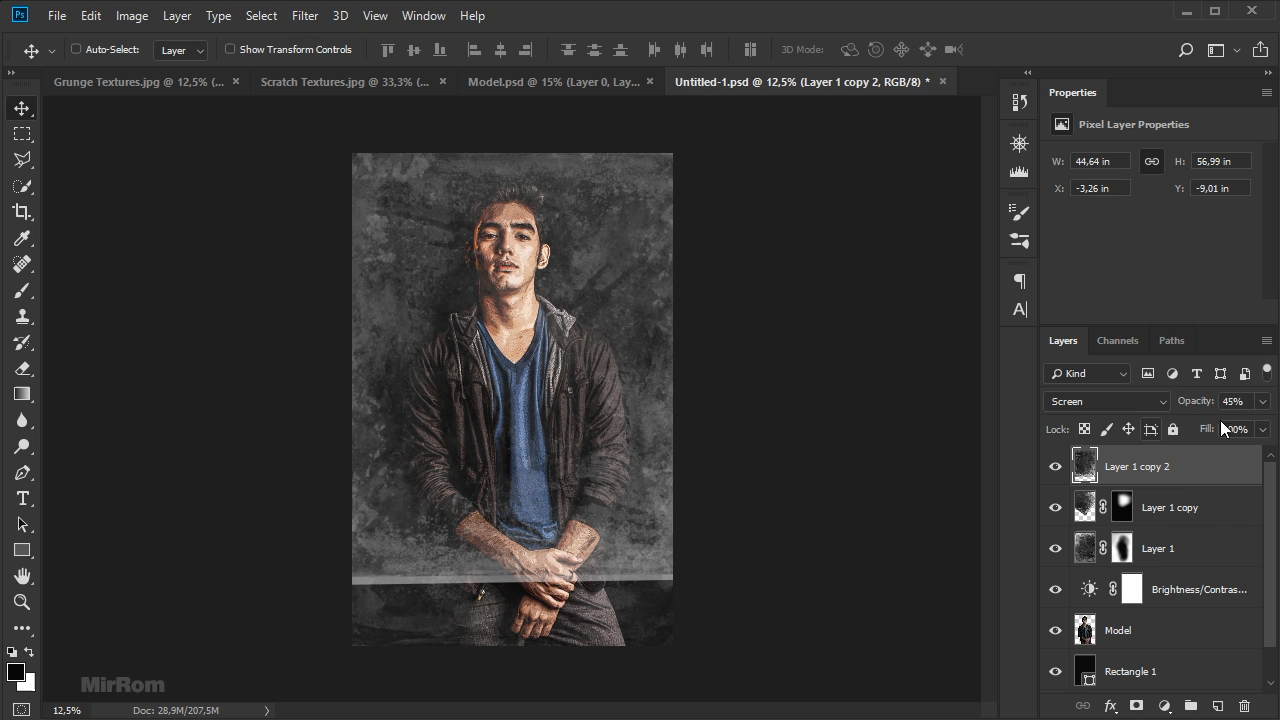 Ps File Edit Image Layer Type Select Filter 3D View Window Help
Auto-Select: Layer Show Transform Controls 3D Mode:
Grunge Textures.jpg @ 12,5% (... × Scratch Textures.jpg @ 33,3% (... × Model.psd @ 15% (Layer 0, Lay... × Untitled-1.psd @ 12,5% (Layer 1 copy 2, RGB/8) * ×
Properties
Pixel Layer Properties
W: 44,64 in H: 56,99 in
X: -3,26 in Y: -9,01 in
Layers Channels Paths
Kind
Screen Opacity: 45%
Lock: Fill:
Layer 1 copy 2
Layer 1 copy
Layer 1
Brightness/Contras...
Model
Rectangle 1
MirRom
12,5% Doc: 28,9M/207,5M